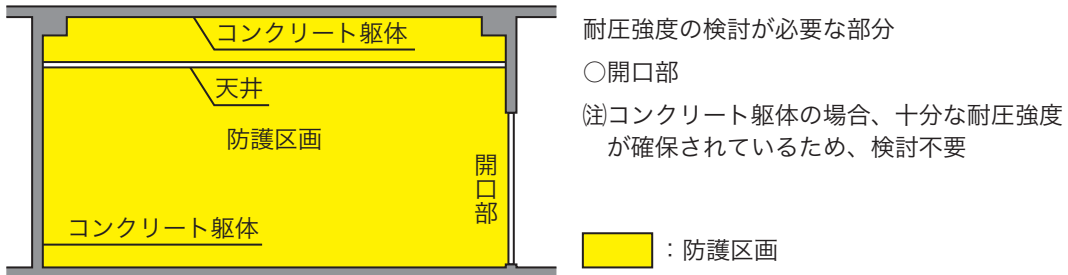 コンクリート躯体
天井
防護区画
開口部
コンクリート躯体
耐圧強度の検討が必要な部分
○開口部
㊟コンクリート躯体の場合、十分な耐圧強度
が確保されているため、検討不要
：防護区画